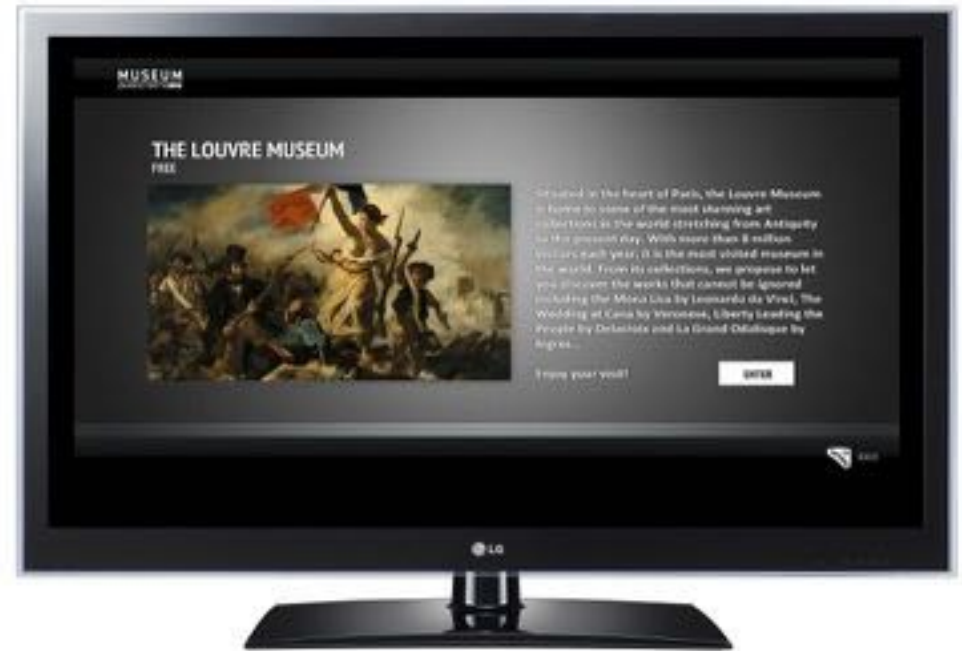 MUSEUM
THE LOUVRE MUSEUM
FREE
Situated in the heart of Paris, the Louvre Museum
is home to some of the most stunning art
collections in the world stretching from Antiquity
to the present day. With more than 8 million
visitors each year, it is the most visited museum in
the world. From its collections, we propose to let
you discover the works that cannot be ignored
including the Mona Lisa by Leonardo da Vinci, The
Wedding at Cana by Veronese, Liberty Leading the
People by Delacroix and La Grand Odalisque by
Ingres...
Enjoy your visit!
ENTER
LG